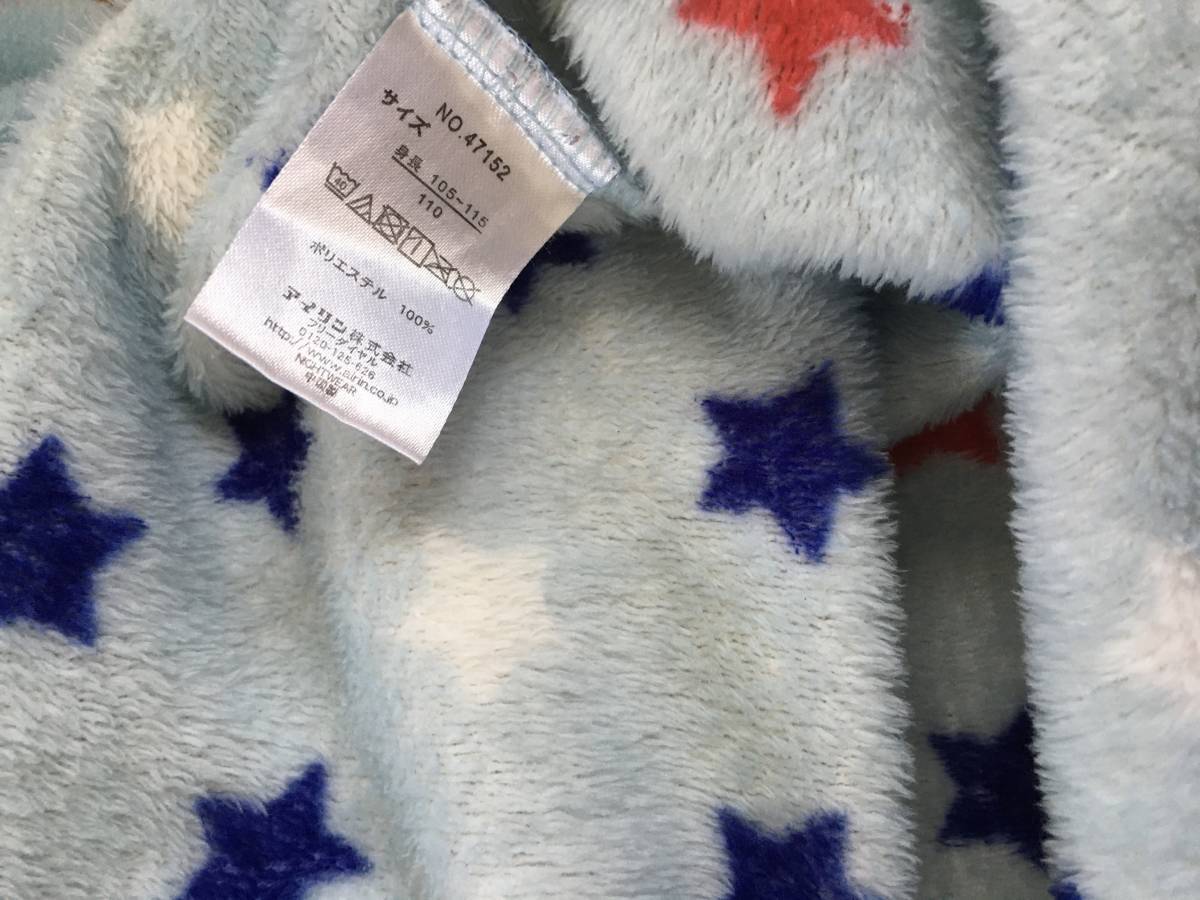 NO.47152
サイズ
身長 105-115
110
40
ポリエステル 100%
アイリン株式会社
フリーダイヤル
0120-125-626
http://www.airin.co.jp
NIGHTWEAR
中国製